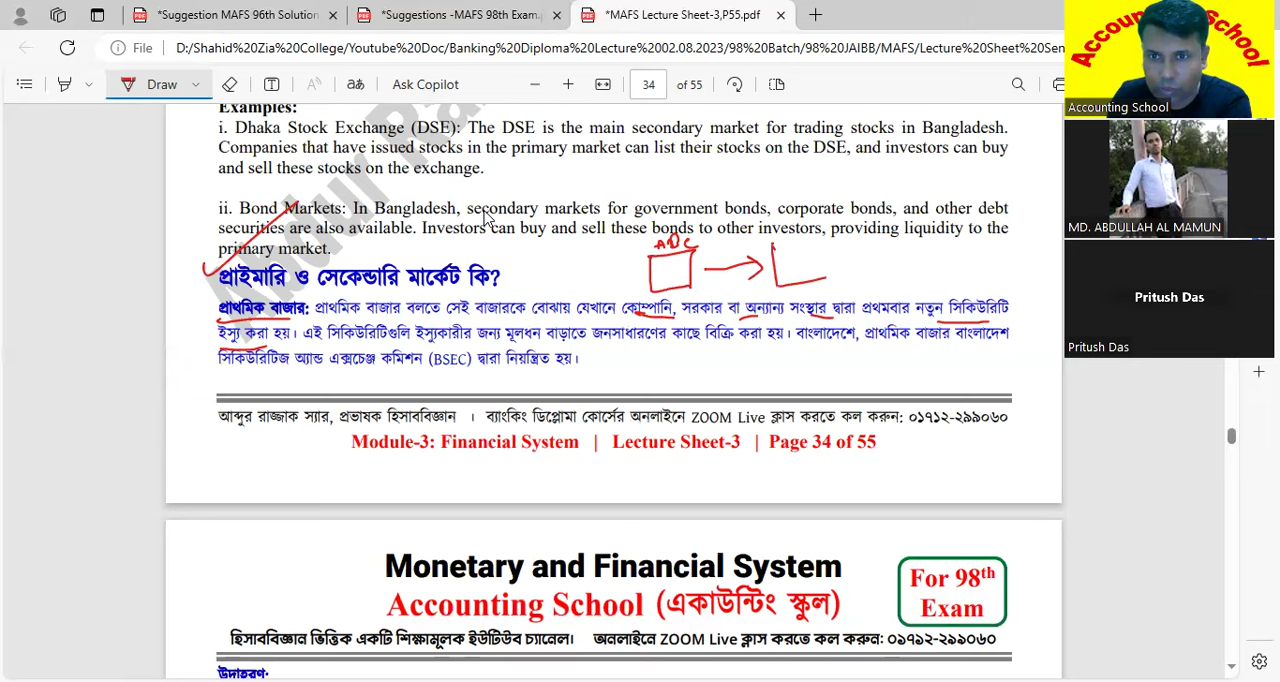 *Suggestion MAFS 96th Solution
*Suggestions -MAFS 98th Exam.
*MAFS Lecture Sheet-3,P55.pdf
File
D:/Shahid%20Zia%20College/Youtube%20Doc/Banking%20Diploma%20Lecture%2002.08.2023/98%20Batch/98%20JAIBB/MAFS/Lecture%20Sheet%20Sen
Draw
Ask Copilot
34 of 55
Accounting School
Accounting School
MD. ABDULLAH AL MAMUN
Pritush Das
Pritush Das
Examples:
i. Dhaka Stock Exchange (DSE): The DSE is the main secondary market for trading stocks in Bangladesh.
Companies that have issued stocks in the primary market can list their stocks on the DSE, and investors can buy
and sell these stocks on the exchange.
ii. Bond Markets: In Bangladesh, secondary markets for government bonds, corporate bonds, and other debt
securities are also available. Investors can buy and sell these bonds to other investors, providing liquidity to the
primary market.
প্রাইমারি ও সেকেন্ডারি মার্কেট কি?
প্রাথমিক বাজার: প্রাথমিক বাজার বলতে সেই বাজারকে বোঝায় যেখানে কোম্পানি, সরকার বা অন্যান্য সংস্থার দ্বারা প্রথমবার নতুন সিকিউরিটি
ইস্যু করা হয়। এই সিকিউরিটিগুলি ইস্যুকারীর জন্য মূলধন বাড়াতে জনসাধারণের কাছে বিক্রি করা হয়। বাংলাদেশে, প্রাথমিক বাজার বাংলাদেশ
সিকিউরিটিজ অ্যান্ড এক্সচেঞ্জ কমিশন (BSEC) দ্বারা নিয়ন্ত্রিত হয়।
আব্দুর রাজ্জাক স্যার, প্রভাষক হিসাববিজ্ঞান । ব্যাংকিং ডিপ্লোমা কোর্সের অনলাইনে ZOOM Live ক্লাস করতে কল করুন: ০১৭১২-২৯৯০৬০
Module-3: Financial System | Lecture Sheet-3 | Page 34 of 55
Monetary and Financial System
Accounting School (একাউন্টিং স্কুল)
For 98th
Exam
হিসাববিজ্ঞান ভিত্তিক একটি শিক্ষামূলক ইউটিউব চ্যানেল। অনলাইনে ZOOM Live ক্লাস করতে কল করুন: ০১৭১২-২৯৯০৬০
উদাহরণ: